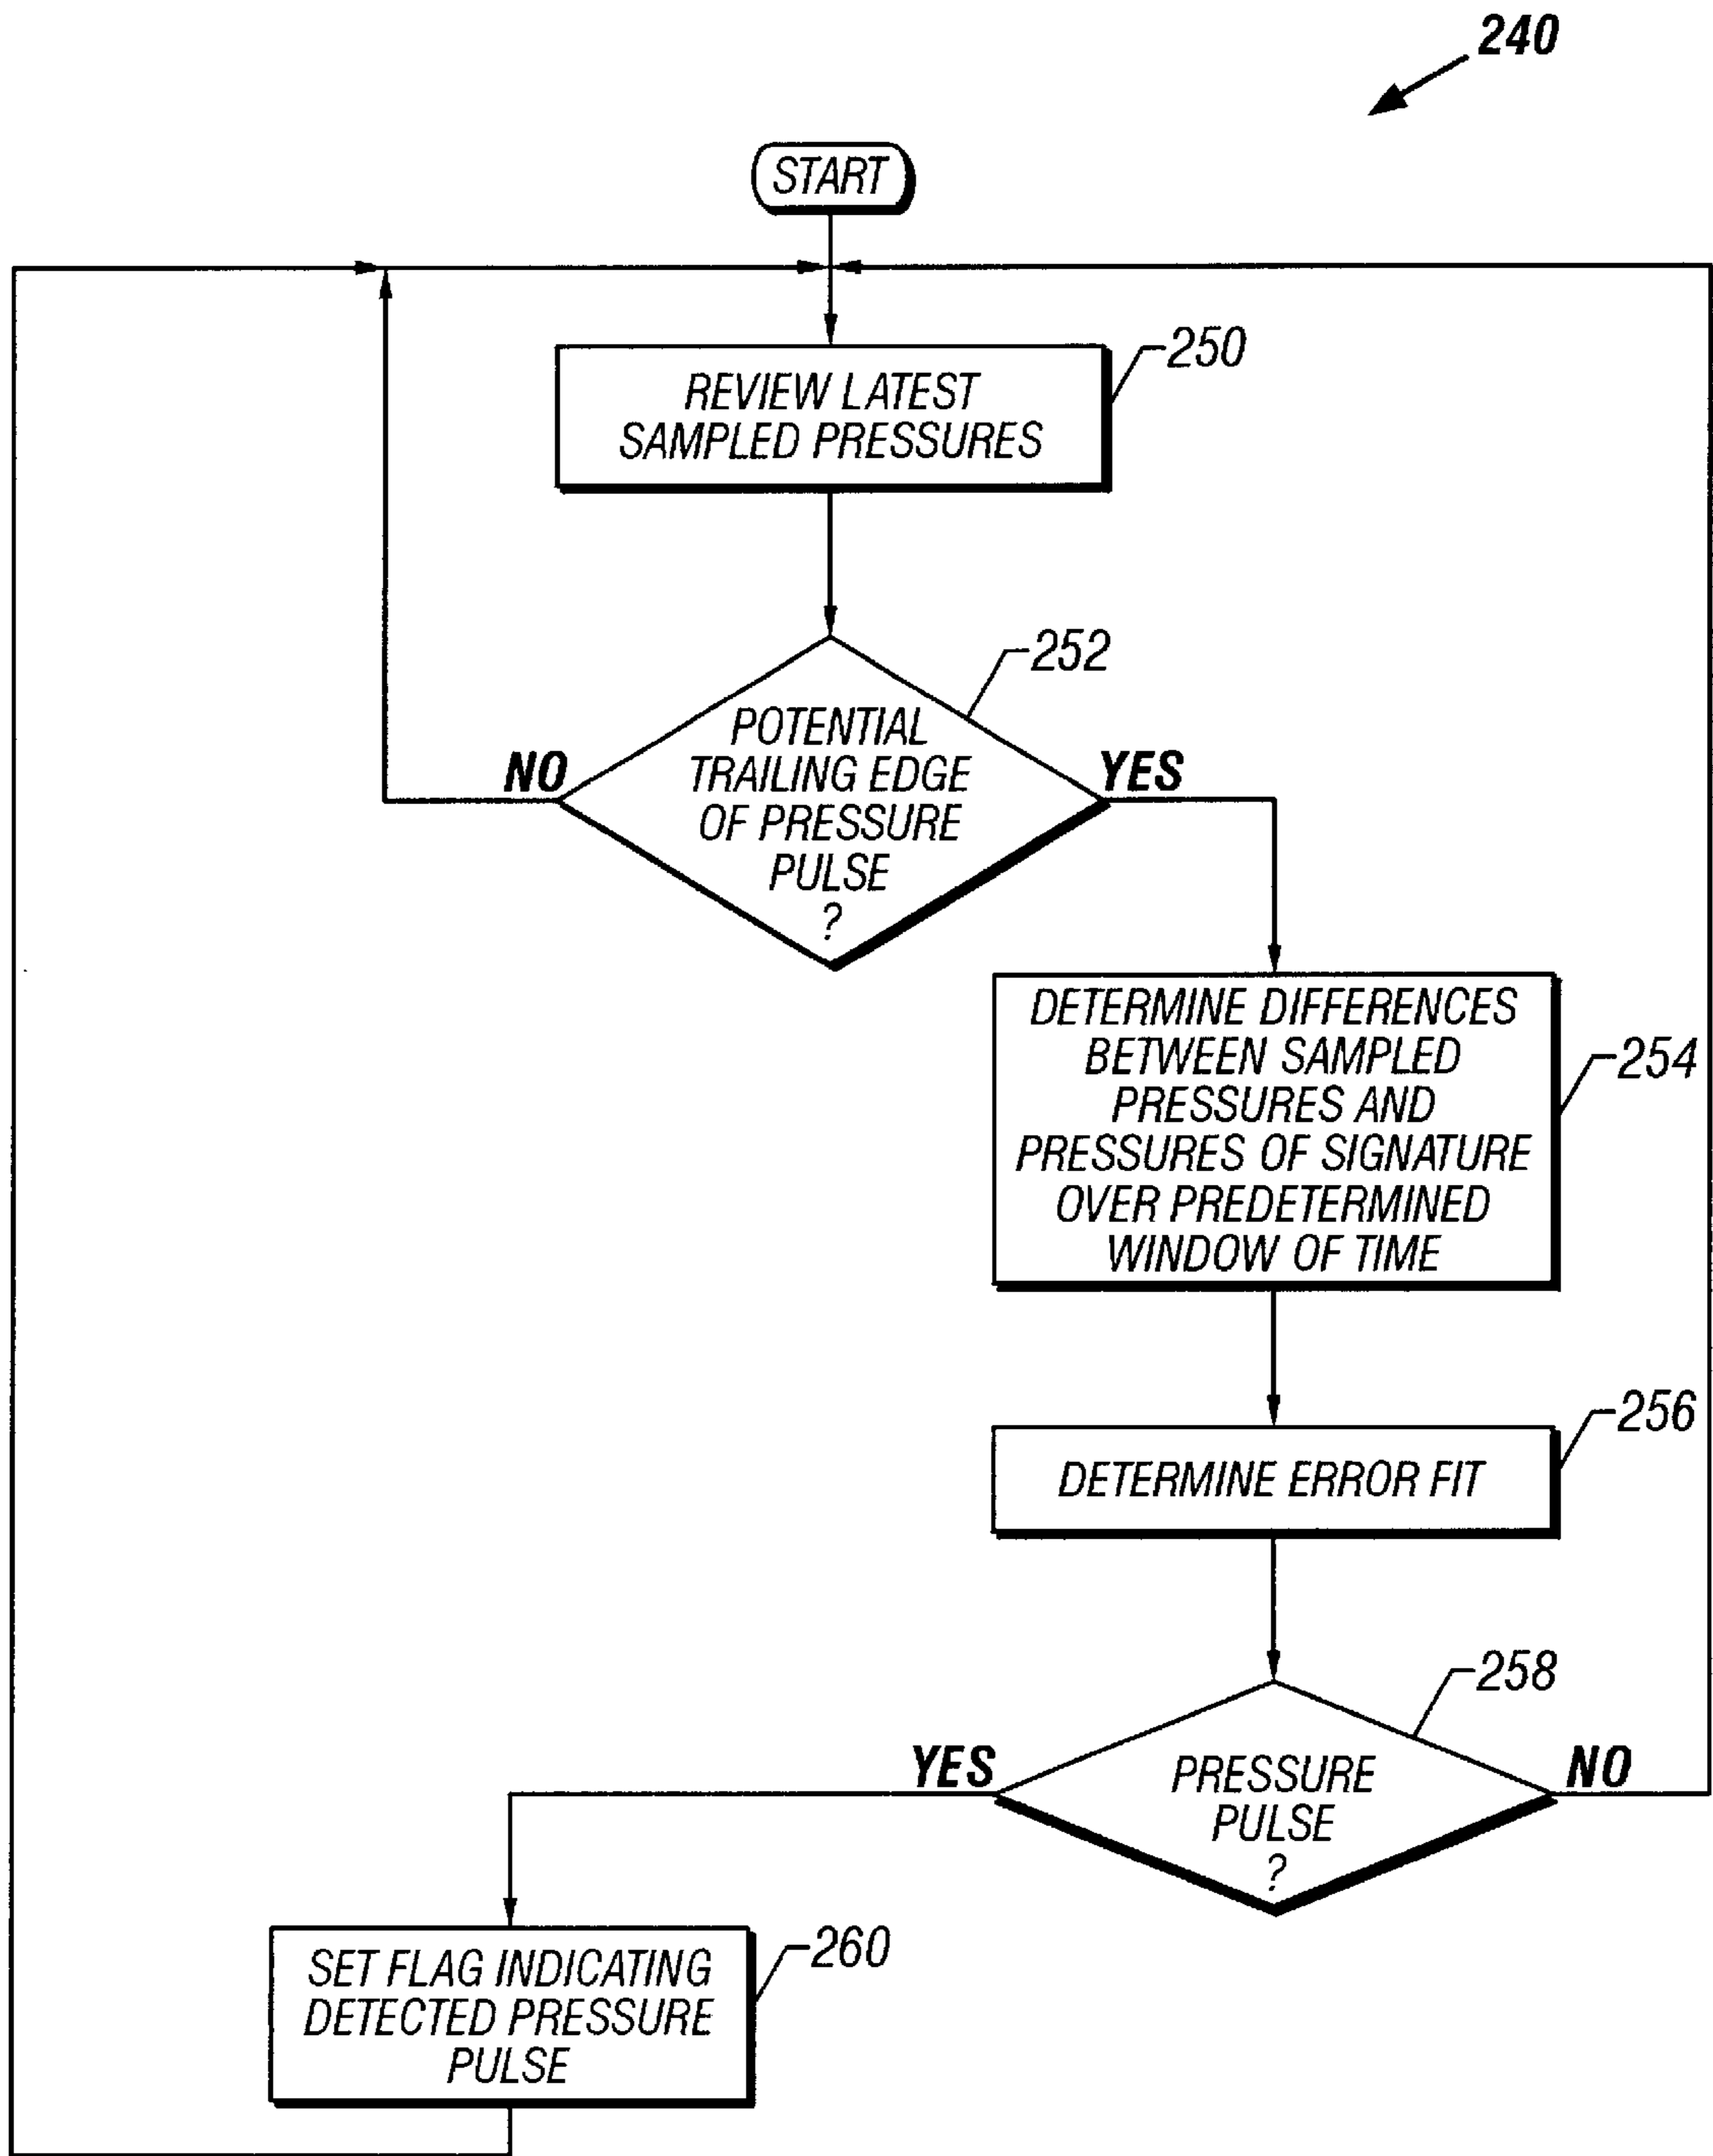 240
START
REVIEW LATEST
SAMPLED PRESSURES
250
252
POTENTIAL
TRAILING EDGE
OF PRESSURE
PULSE
?
NO
YES
DETERMINE DIFFERENCES
BETWEEN SAMPLED
PRESSURES AND
PRESSURES OF SIGNATURE
OVER PREDETERMINED
WINDOW OF TIME
254
DETERMINE ERROR FIT
256
258
PRESSURE
PULSE
?
YES
NO
SET FLAG INDICATING
DETECTED PRESSURE
PULSE
260